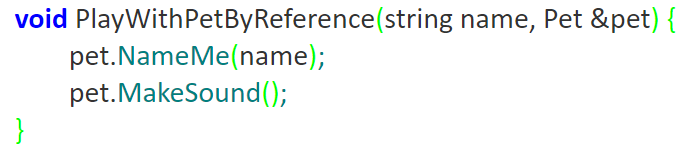 void PlayWithPetByReference(string name, Pet &pet) {
pet.NameMe(name);
pet.MakeSound();
}